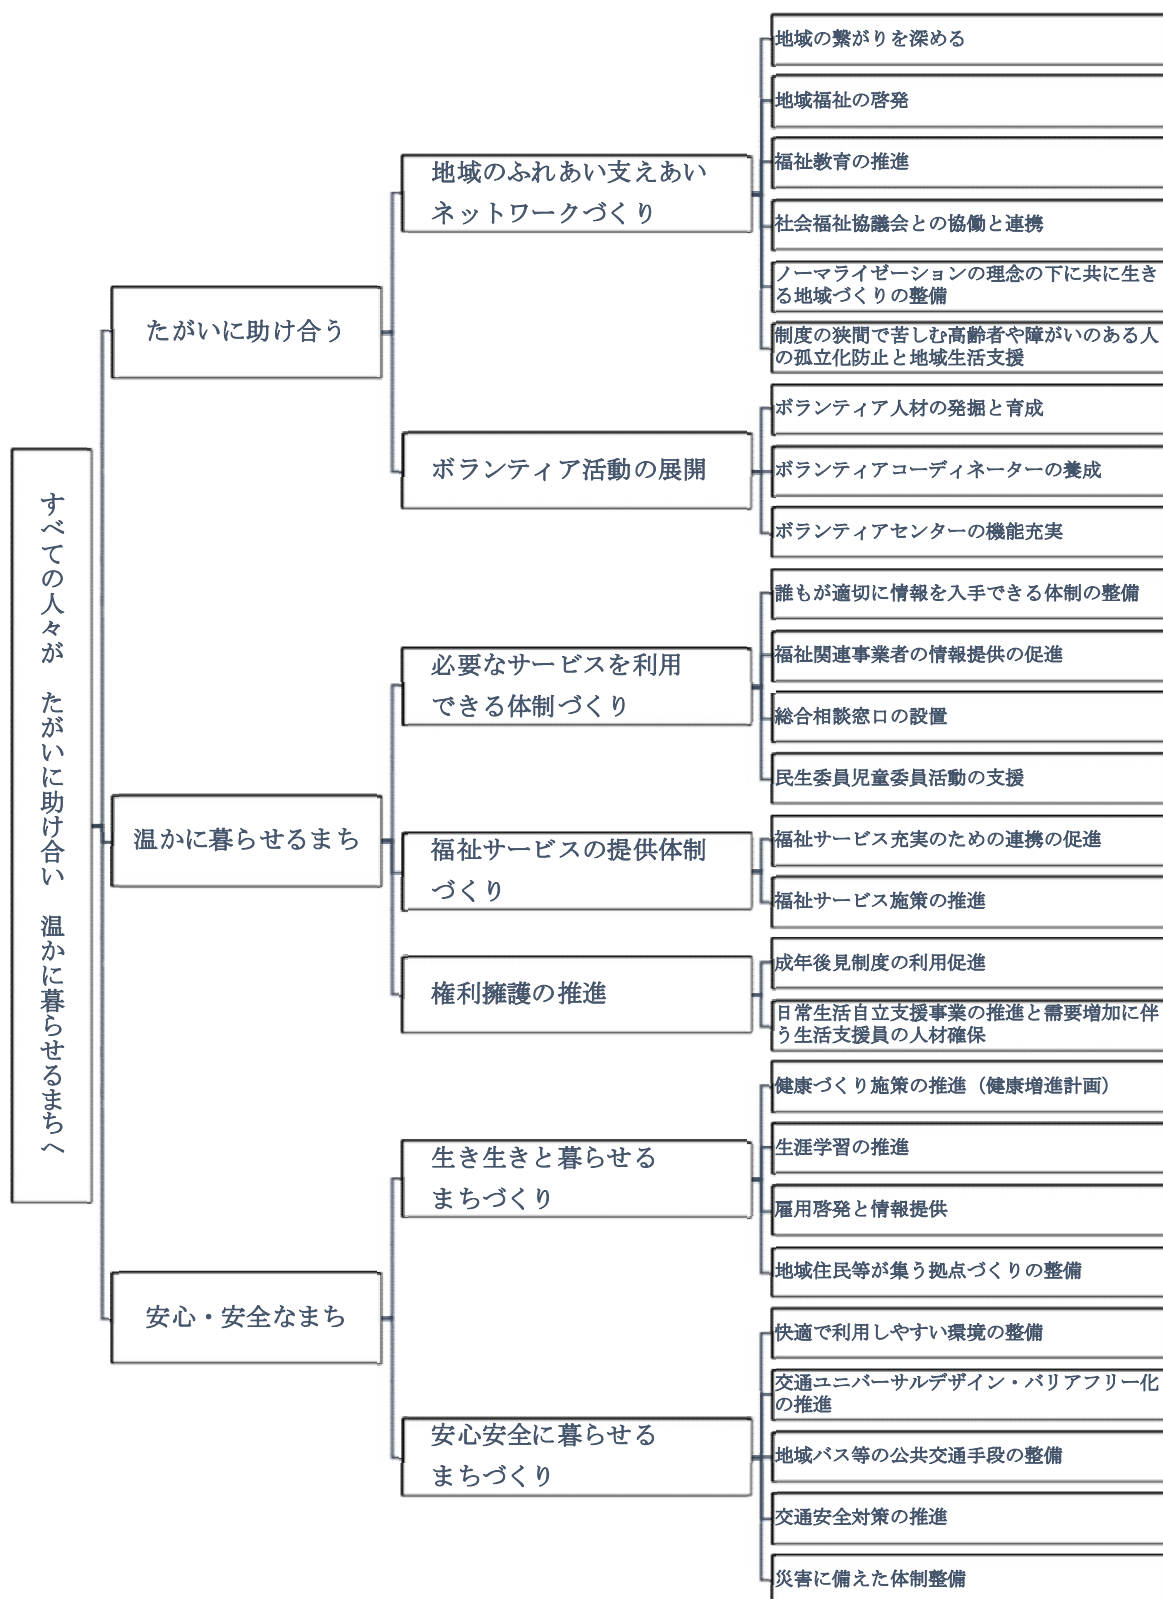 すべての人々が　たがいに助け合い　温かに暮らせるまちへ
たがいに助け合う
地域のふれあい支えあい
ネットワークづくり
地域の繋がりを深める
地域福祉の啓発
福祉教育の推進
社会福祉協議会との協働と連携
ノーマライゼーションの理念の下に共に生き
る地域づくりの整備
制度の狭間で苦しむ高齢者や障がいのある人
の孤立化防止と地域生活支援
ボランティア活動の展開
ボランティア人材の発掘と育成
ボランティアコーディネーターの養成
ボランティアセンターの機能充実
温かに暮らせるまち
必要なサービスを利用
できる体制づくり
誰もが適切に情報を入手できる体制の整備
福祉関連事業者の情報提供の促進
総合相談窓口の設置
民生委員児童委員活動の支援
福祉サービスの提供体制
づくり
福祉サービス充実のための連携の促進
福祉サービス施策の推進
権利擁護の推進
成年後見制度の利用促進
日常生活自立支援事業の推進と需要増加に伴
う生活支援員の人材確保
安心・安全なまち
生き生きと暮らせる
まちづくり
健康づくり施策の推進（健康増進計画）
生涯学習の推進
雇用啓発と情報提供
地域住民等が集う拠点づくりの整備
安心安全に暮らせる
まちづくり
快適で利用しやすい環境の整備
交通ユニバーサルデザイン・バリアフリー化
の推進
地域バス等の公共交通手段の整備
交通安全対策の推進
災害に備えた体制整備